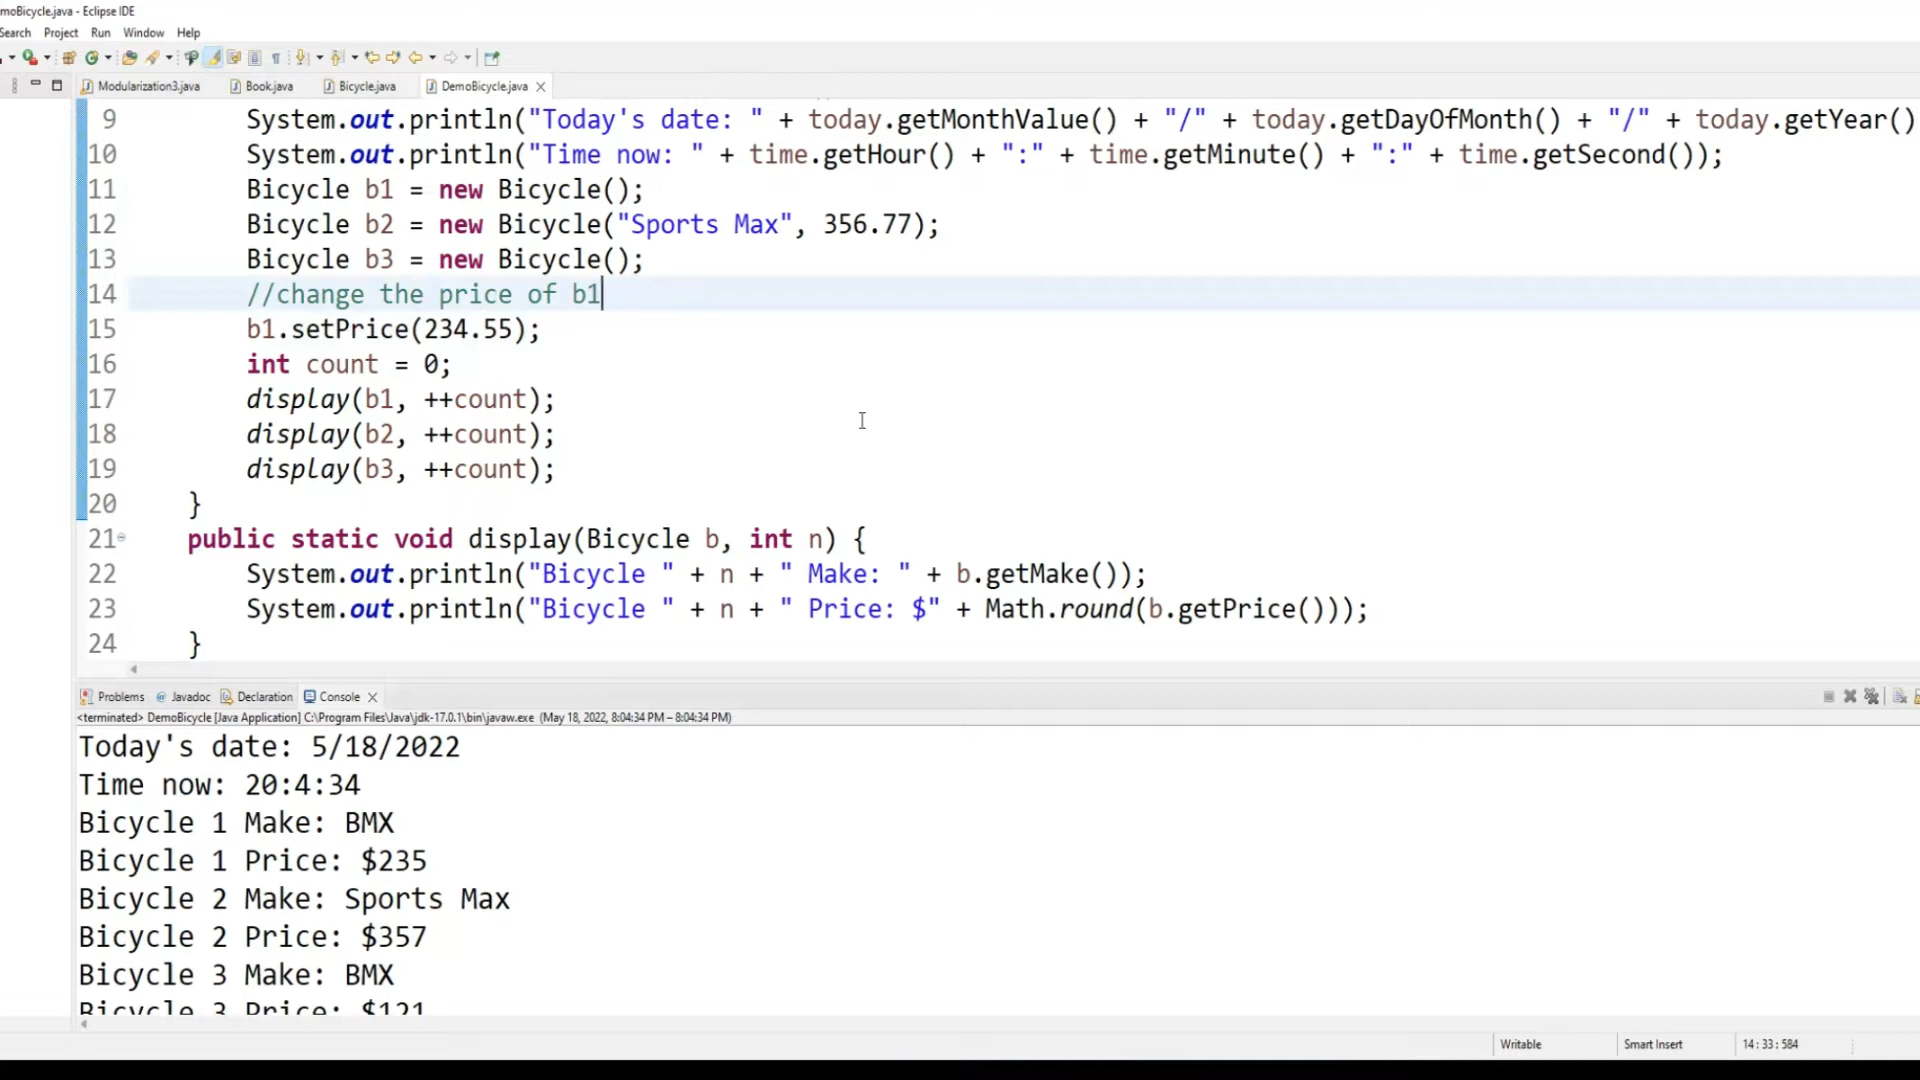 moBicycle.java - Eclipse IDE
Search Project Run Window Help
Modularization3.java Book.java Bicycle.java DemoBicycle.java
9 System.out.println("Today's date: " + today.getMonthValue() + "/" + today.getDayOfMonth() + "/" + today.getYear()
10 System.out.println("Time now: " + time.getHour() + ":" + time.getMinute() + ":" + time.getSecond());
11 Bicycle b1 = new Bicycle();
12 Bicycle b2 = new Bicycle("Sports Max", 356.77);
13 Bicycle b3 = new Bicycle();
14 //change the price of b1
15 b1.setPrice(234.55);
16 int count = 0;
17 display(b1, ++count);
18 display(b2, ++count);
19 display(b3, ++count);
20 }
21 public static void display(Bicycle b, int n) {
22 System.out.println("Bicycle " + n + " Make: " + b.getMake());
23 System.out.println("Bicycle " + n + " Price: $" + Math.round(b.getPrice()));
24 }
Problems Javadoc Declaration Console
<terminated> DemoBicycle [Java Application] C:\Program Files\Java\jdk-17.0.1\bin\javaw.exe (May 18, 2022, 8:04:34 PM – 8:04:34 PM)
Today's date: 5/18/2022
Time now: 20:4:34
Bicycle 1 Make: BMX
Bicycle 1 Price: $235
Bicycle 2 Make: Sports Max
Bicycle 2 Price: $357
Bicycle 3 Make: BMX
Bicycle 3 Price: $121
Writable Smart Insert 14 : 33 : 584